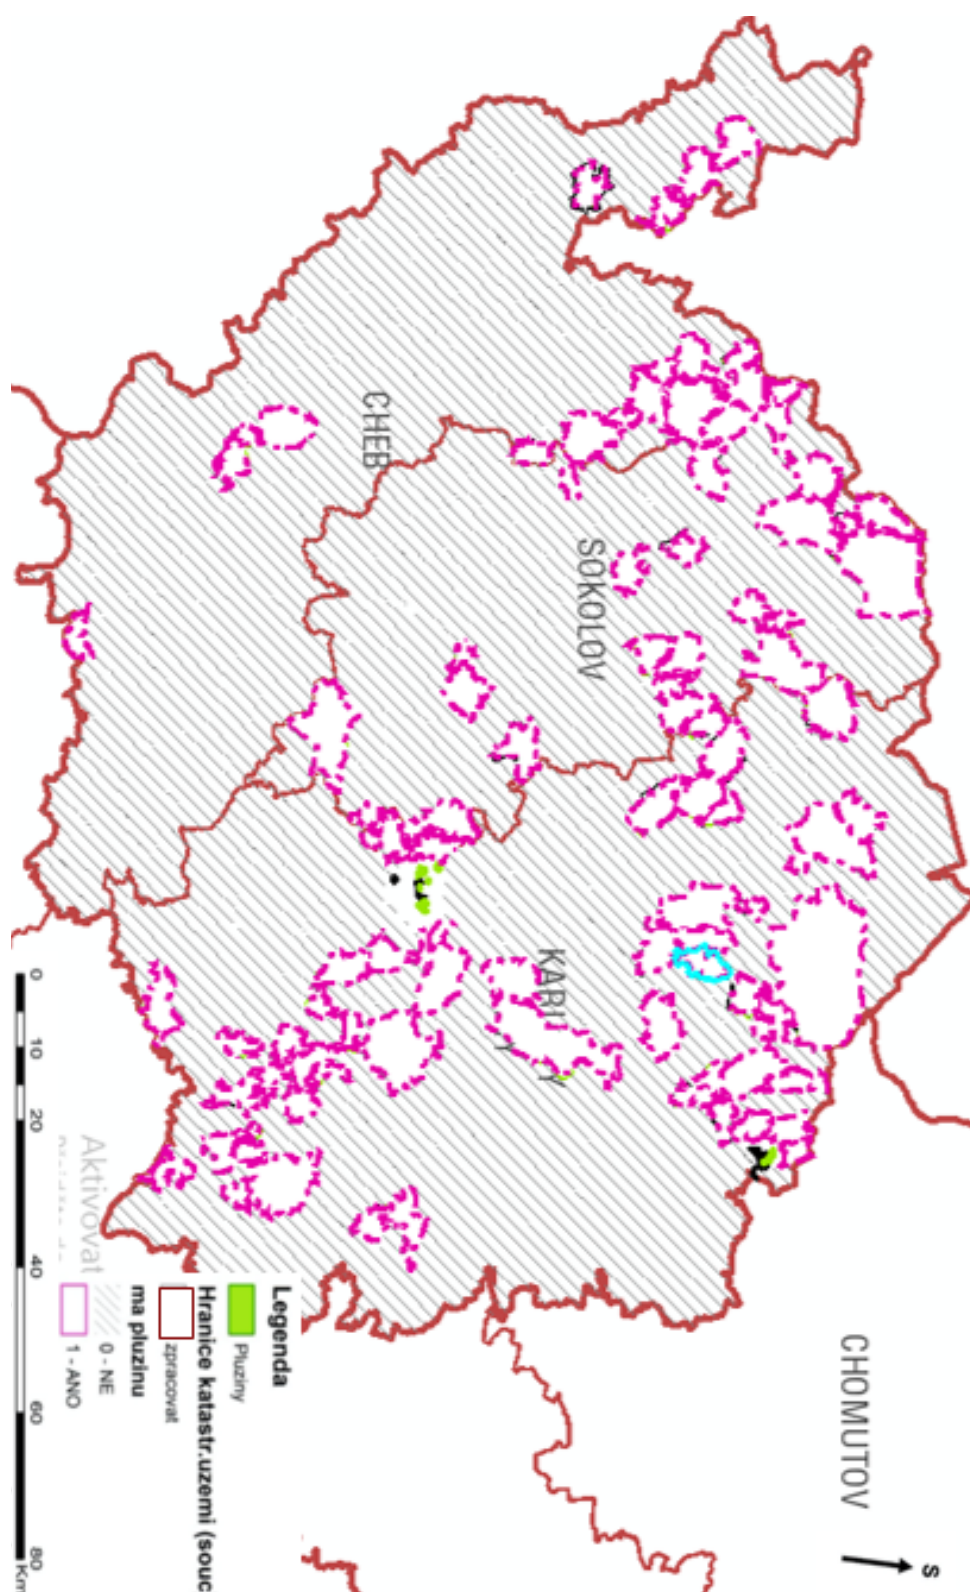 CHEB
SOKOLOV
KARL
CHOMUTOV
S
Legenda
Pluziny
Hranice katastr.uzemi (souc
zpracovat
ma pluzinu
0 - NE
1 - ANO
Aktivovat
0 10 20 40 60 80
Km